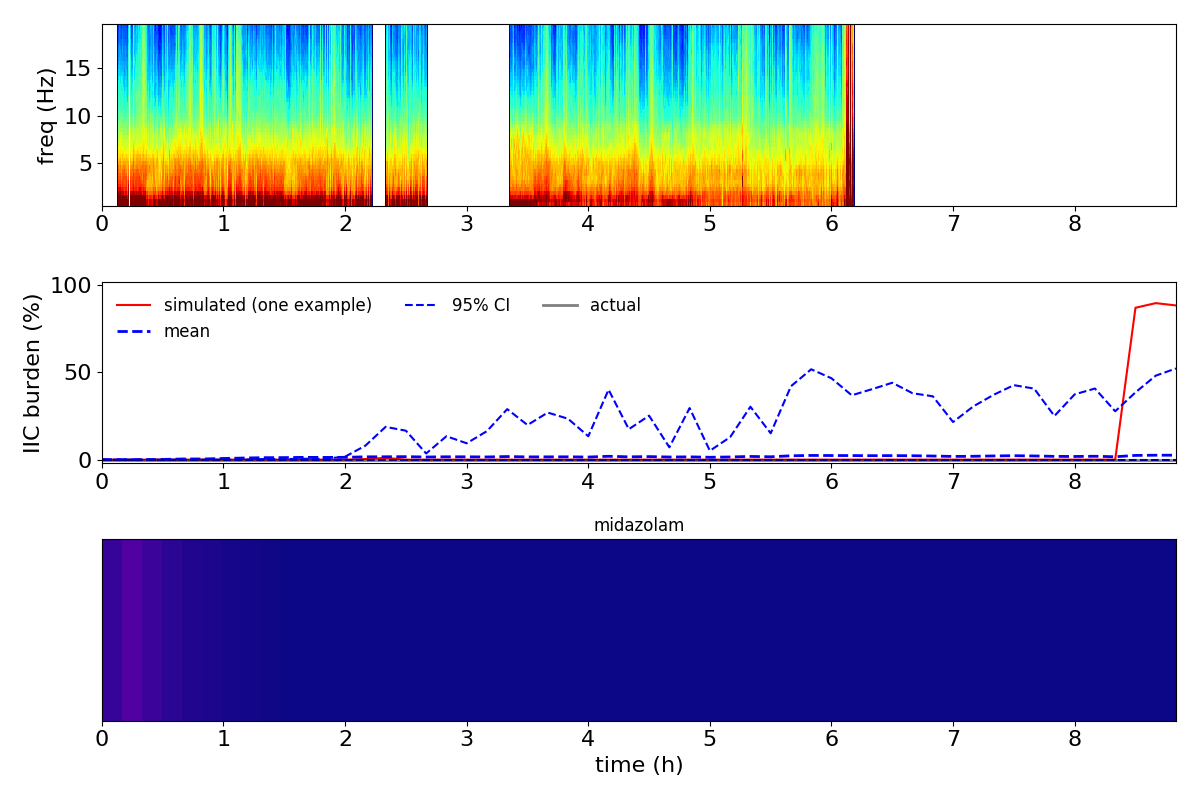 freq (Hz)
15
10
5
0 1 2 3 4 5 6 7 8
IIC burden (%)
100
50
0
simulated (one example)
mean
95% CI
actual
0 1 2 3 4 5 6 7 8
midazolam
0 1 2 3 4 5 6 7 8
time (h)